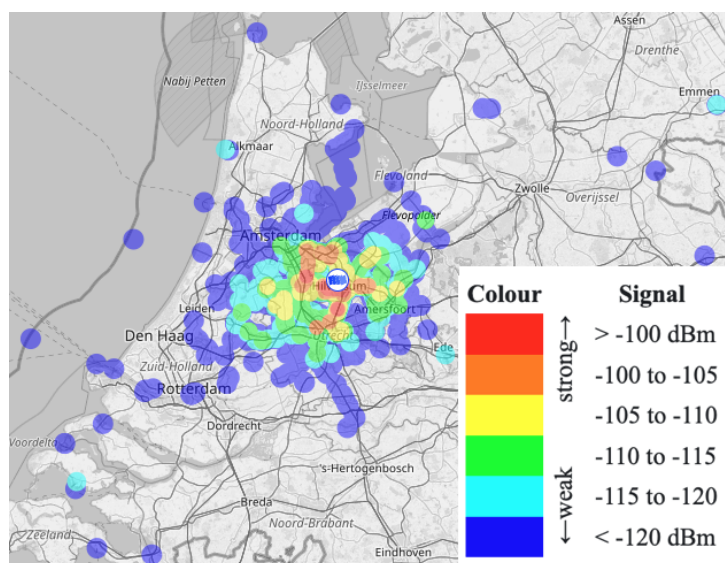 Assen
Drenthe
Nabij Petten
IJsselmeer
Emmen
Noord-Holland
Alkmaar
Flevoland
Zwolle
Overijssel
Flevopolder
Amsterdam
Leiden
Amersfoort
Den Haag
Utrecht
Ede
Zuid-Holland
Rotterdam
Dordrecht
Voordelta
's-Hertogenbosch
Breda
Noord-Brabant
Zeeland
Eindhoven
Colour Signal
strong→
> -100 dBm
-100 to -105
-105 to -110
-110 to -115
←weak
-115 to -120
< -120 dBm